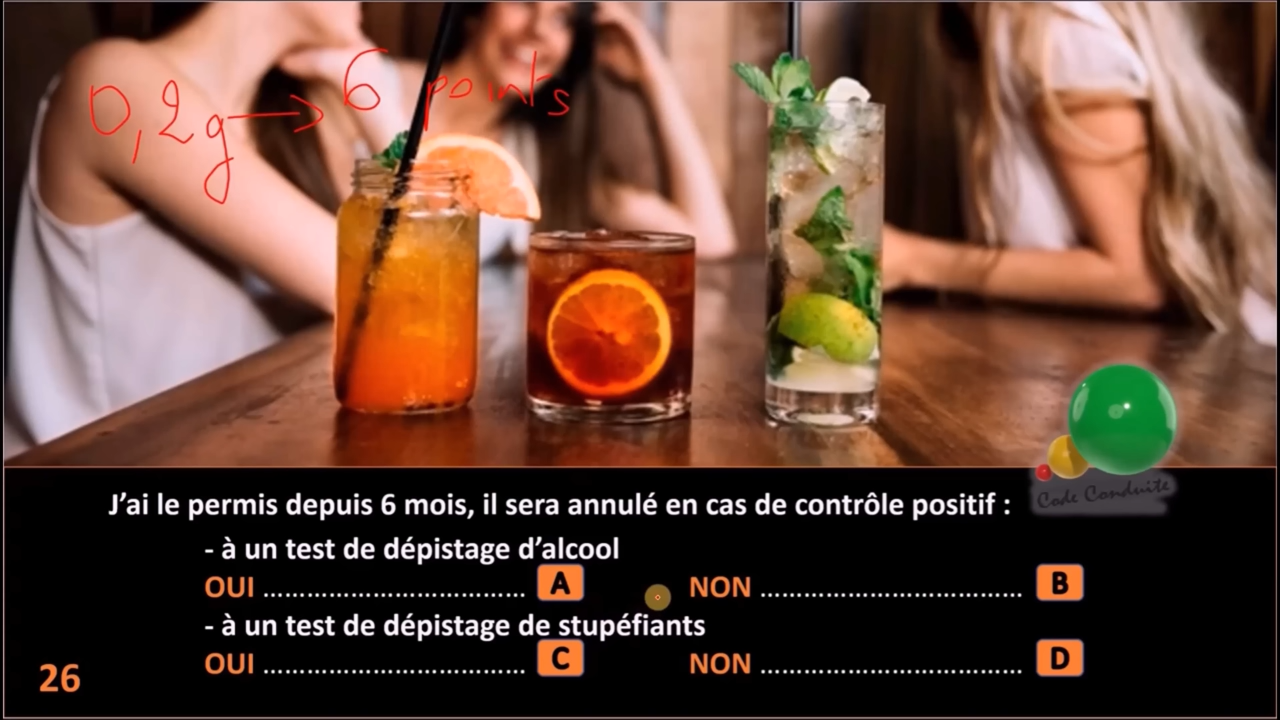 0,2g → 6 points
J'ai le permis depuis 6 mois, il sera annulé en cas de contrôle positif :
- à un test de dépistage d'alcool
OUI .................................... A NON .................................... B
- à un test de dépistage de stupéfiants
OUI .................................... C NON .................................... D
26
Code Conduite